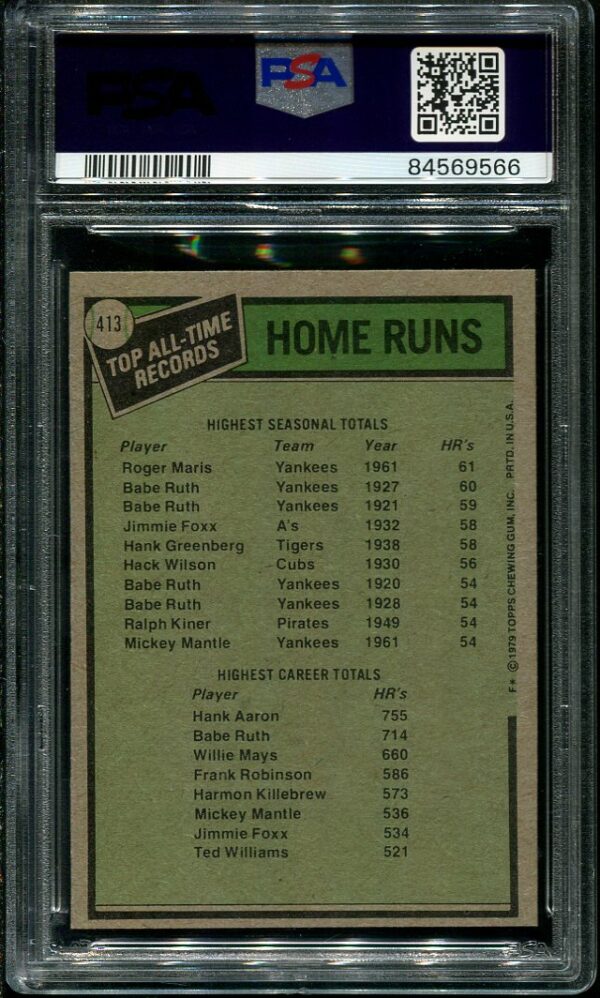 PSA
PSA
84569566
413
TOP ALL-TIME
RECORDS
HOME RUNS
HIGHEST SEASONAL TOTALS
Player Team Year HR's
Roger Maris Yankees 1961 61
Babe Ruth Yankees 1927 60
Babe Ruth Yankees 1921 59
Jimmie Foxx A's 1932 58
Hank Greenberg Tigers 1938 58
Hack Wilson Cubs 1930 56
Babe Ruth Yankees 1920 54
Babe Ruth Yankees 1928 54
Ralph Kiner Pirates 1949 54
Mickey Mantle Yankees 1961 54
HIGHEST CAREER TOTALS
Player HR's
Hank Aaron 755
Babe Ruth 714
Willie Mays 660
Frank Robinson 586
Harmon Killebrew 573
Mickey Mantle 536
Jimmie Foxx 534
Ted Williams 521
F* © 1979 TOPPS CHEWING GUM, INC. PRTD. IN U.S.A.